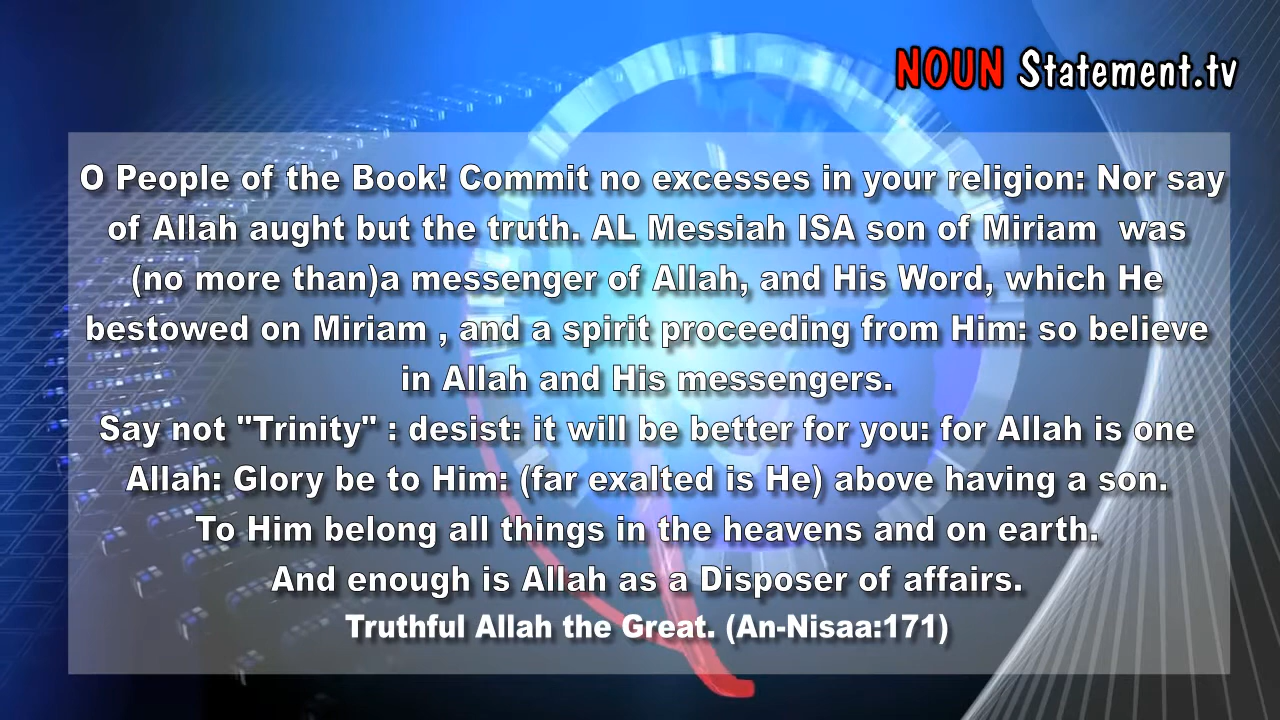 NOUN Statement.tv
O People of the Book! Commit no excesses in your religion: Nor say
of Allah aught but the truth. AL Messiah ISA son of Miriam  was
(no more than)a messenger of Allah, and His Word, which He
bestowed on Miriam , and a spirit proceeding from Him: so believe
in Allah and His messengers.
Say not "Trinity" : desist: it will be better for you: for Allah is one
Allah: Glory be to Him: (far exalted is He) above having a son.
To Him belong all things in the heavens and on earth.
And enough is Allah as a Disposer of affairs.
Truthful Allah the Great. (An-Nisaa:171)